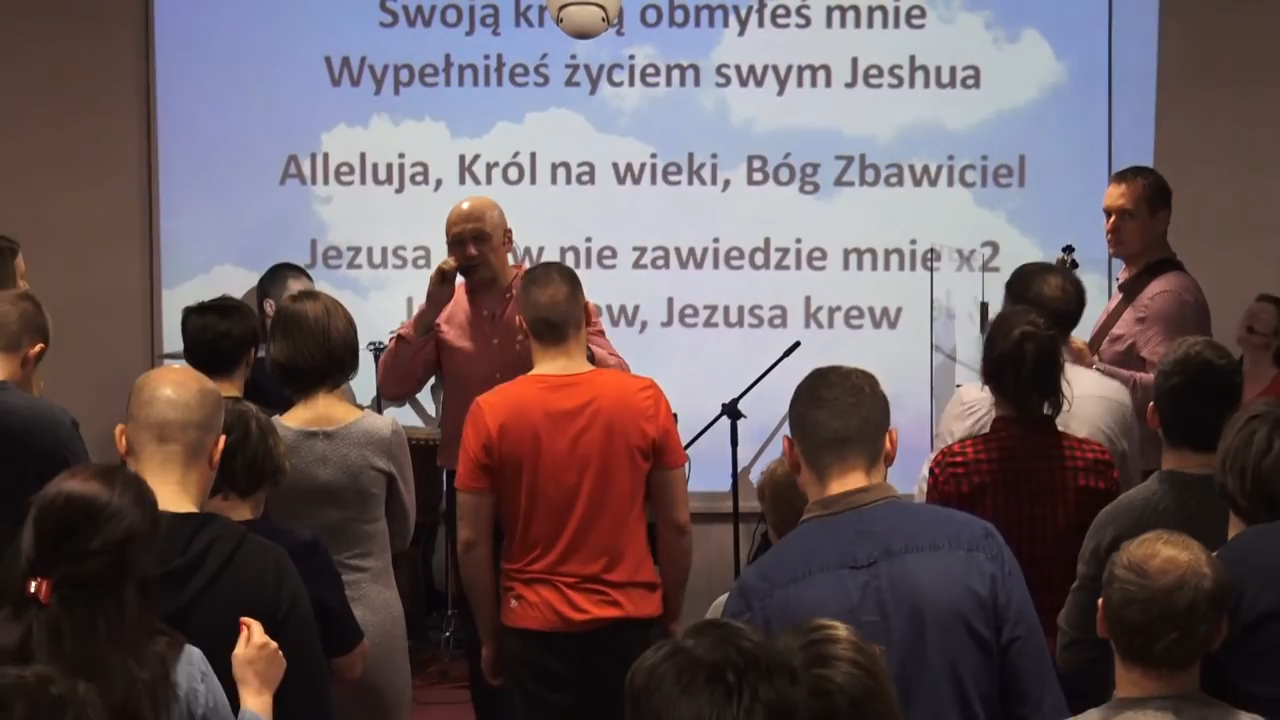 Swoją obmyłeś mnie
Wypełniłeś życiem swym Jeshua
Alleluja, Król na wieki, Bóg Zbawiciel
Jezusa nie zawiedzie mnie x2
Jezusa krew